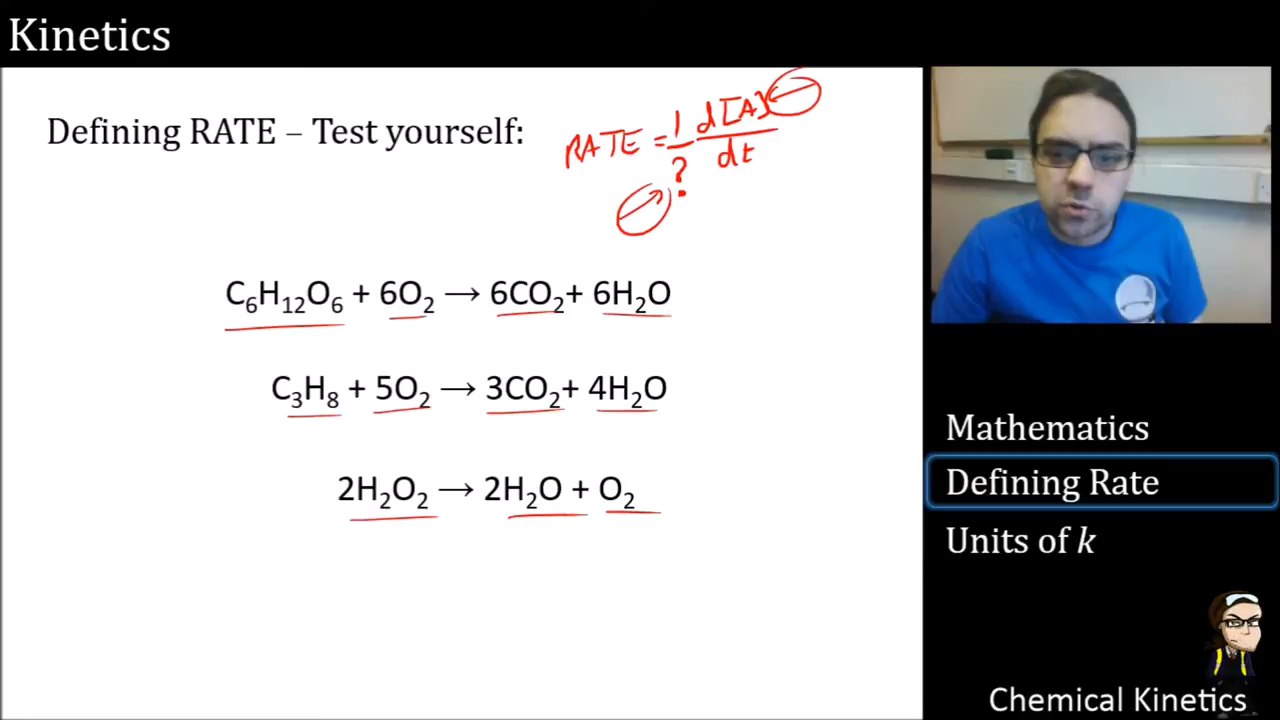 Kinetics
Defining RATE – Test yourself:
RATE = 1/? d[A]/dt
C₆H₁₂O₆ + 6O₂ → 6CO₂+ 6H₂O
C₃H₈ + 5O₂ → 3CO₂+ 4H₂O
2H₂O₂ → 2H₂O + O₂
Mathematics
Defining Rate
Units of k
Chemical Kinetics